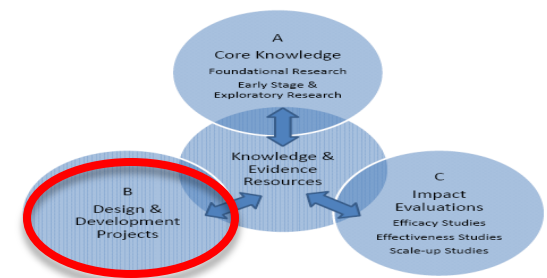 A
Core Knowledge
Foundational Research
Early Stage &
Exploratory Research
Knowledge &
Evidence
Resources
B
Design &
Development
Projects
C
Impact
Evaluations
Efficacy Studies
Effectiveness Studies
Scale-up Studies